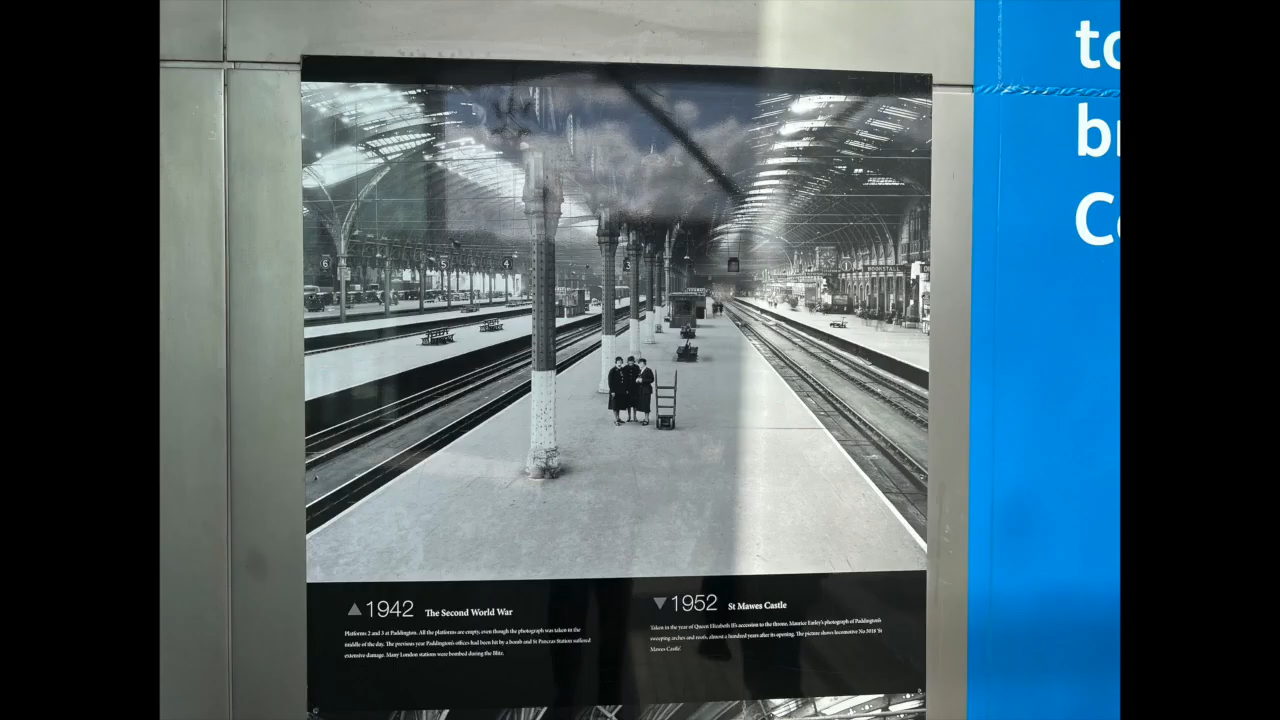 to
br
Co
6
5
4
3
1
BOOKSTALL
▲1942 The Second World War
Platforms 2 and 3 at Paddington. All the platforms are empty, even though the photograph was taken in the
middle of the day. The previous year Paddington's offices had been hit by a bomb and St Pancras Station suffered
extensive damage. Many London stations were bombed during the Blitz.
▼1952 St Mawes Castle
Taken in the year of Queen Elizabeth II's accession to the throne, Maurice Earley's photograph of Paddington's
sweeping arches and roofs, almost a hundred years after its opening. The picture shows locomotive No 5018 'St
Mawes Castle'.